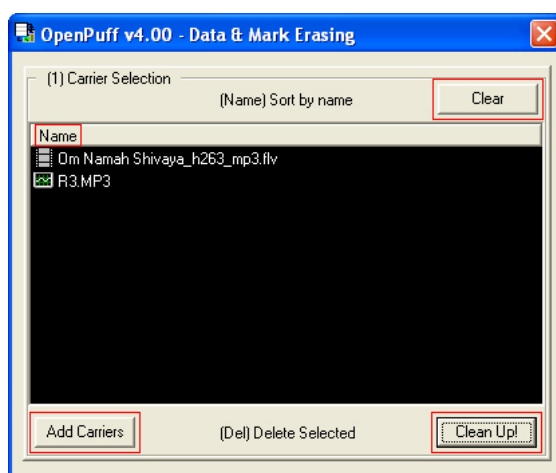 OpenPuff v4.00 - Data & Mark Erasing
(1) Carrier Selection
(Name) Sort by name
Clear
Name
Om Namah Shivaya_h263_mp3.flv
R3.MP3
Add Carriers
(Del) Delete Selected
Clean Up!